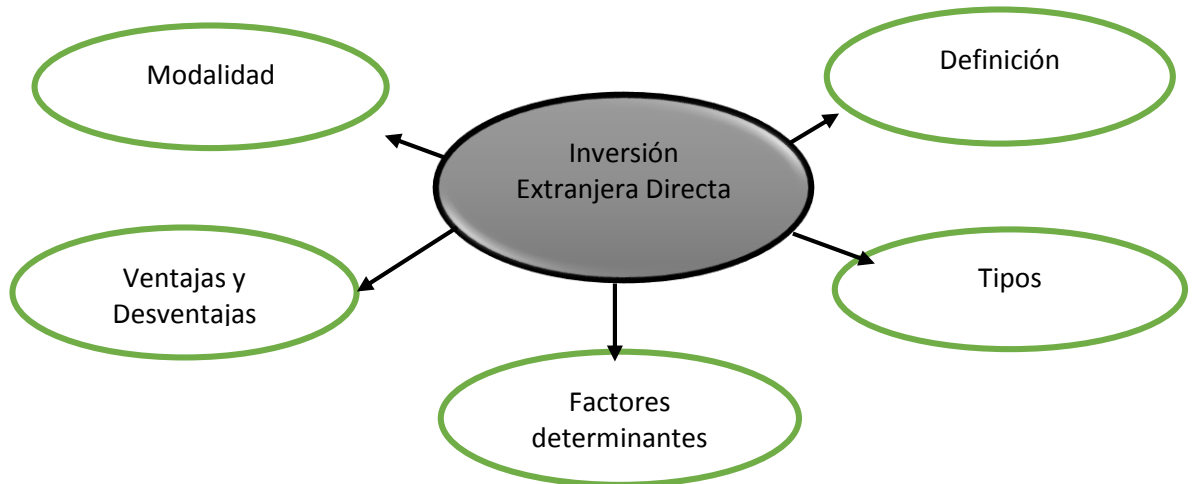 Modalidad
Definición
Inversión
Extranjera Directa
Ventajas y
Desventajas
Tipos
Factores
determinantes